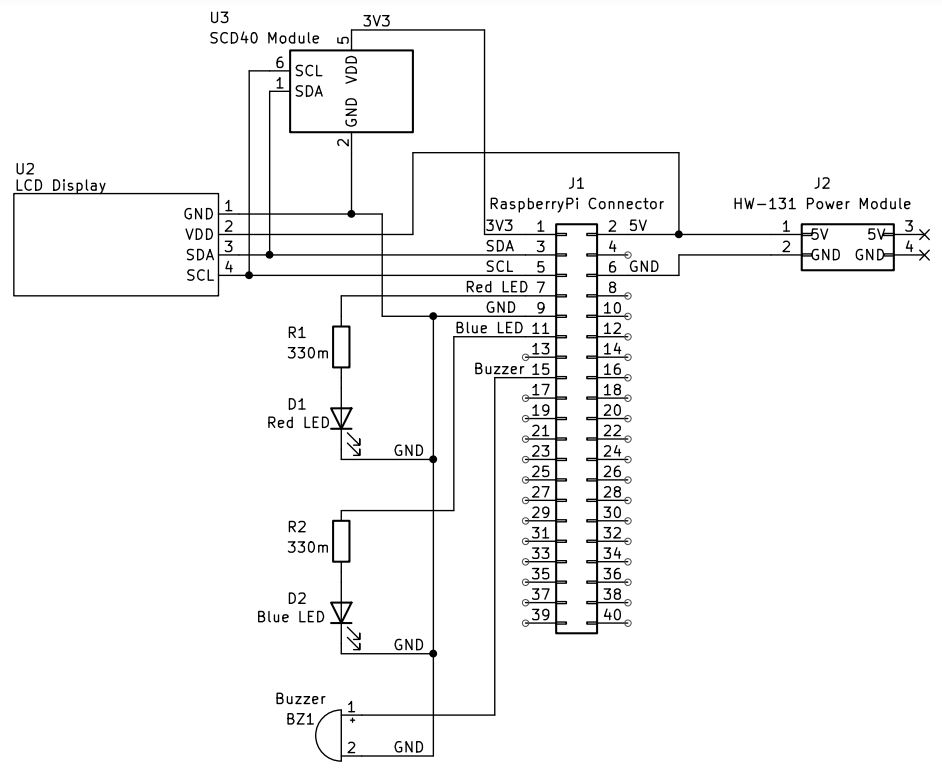 U3
SCD40 Module
3V3
5
6 SCL VDD
1 SDA
GND
2
U2
LCD Display
GND 1
VDD 2
SDA 3
SCL 4
J1
RaspberryPi Connector
J2
HW-131 Power Module
3V3 1 2 5V
SDA 3 4
SCL 5 6 GND
Red LED 7 8
GND 9 10
Blue LED 11 12
13 14
Buzzer 15 16
17 18
19 20
21 22
23 24
25 26
27 28
29 30
31 32
33 34
35 36
37 38
39 40
1 5V 5V 3
2 GND GND 4
R1
330m
D1
Red LED
GND
R2
330m
D2
Blue LED
GND
Buzzer
BZ1
1
+
2 GND